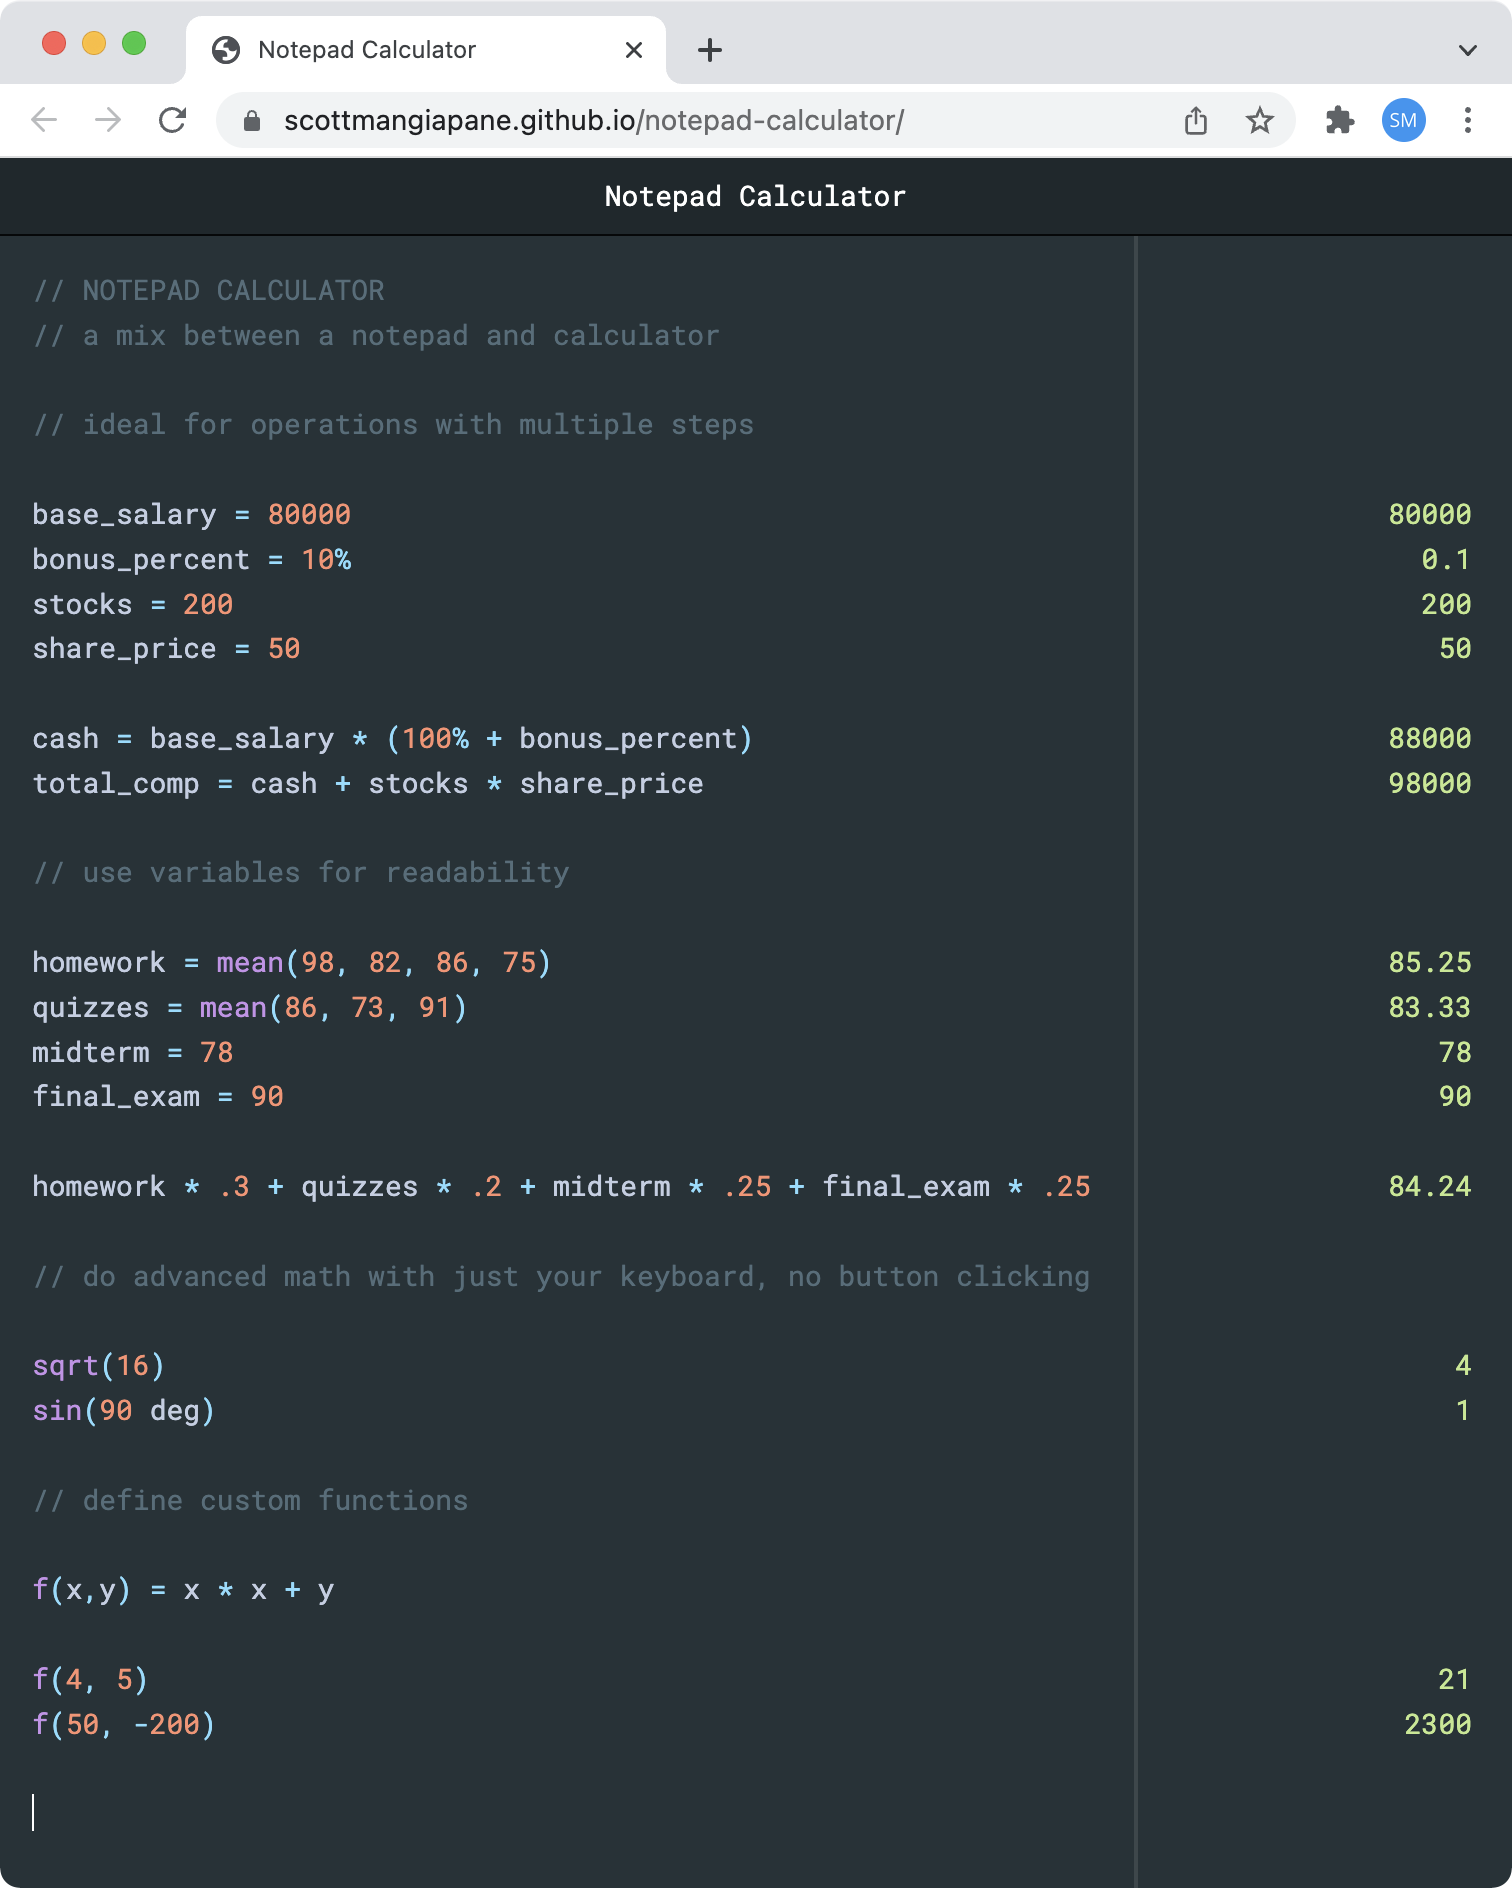 Notepad Calculator
scottmangiapane.github.io/notepad-calculator/
SM
Notepad Calculator
// NOTEPAD CALCULATOR
// a mix between a notepad and calculator
// ideal for operations with multiple steps
base_salary = 80000 80000
bonus_percent = 10% 0.1
stocks = 200 200
share_price = 50 50
cash = base_salary * (100% + bonus_percent) 88000
total_comp = cash + stocks * share_price 98000
// use variables for readability
homework = mean(98, 82, 86, 75) 85.25
quizzes = mean(86, 73, 91) 83.33
midterm = 78 78
final_exam = 90 90
homework * .3 + quizzes * .2 + midterm * .25 + final_exam * .25 84.24
// do advanced math with just your keyboard, no button clicking
sqrt(16) 4
sin(90 deg) 1
// define custom functions
f(x,y) = x * x + y
f(4, 5) 21
f(50, -200) 2300